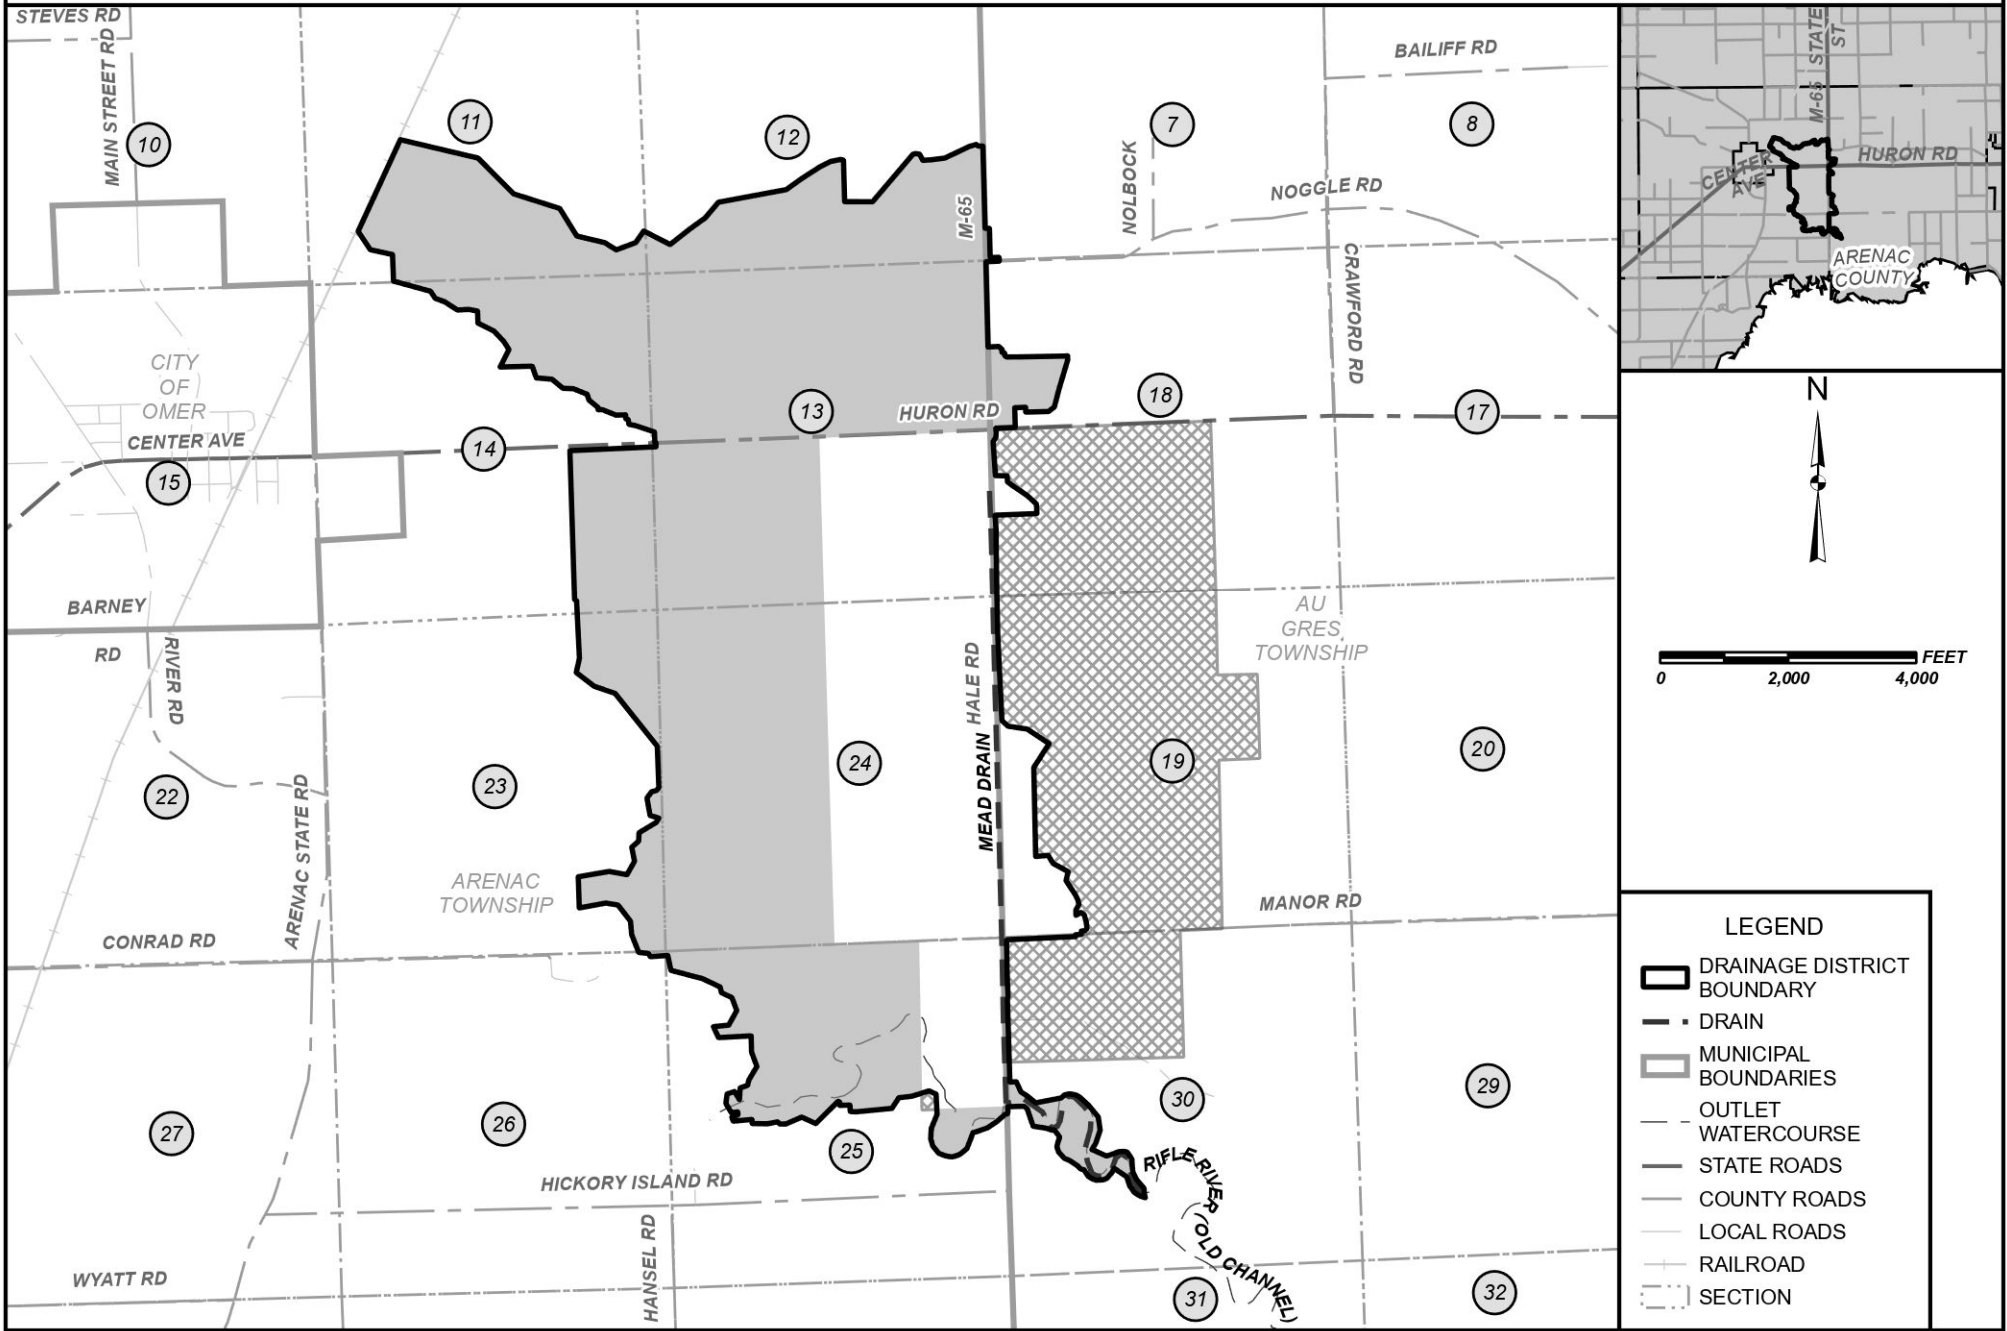 STEVES RD
MAIN STREET RD
10
11
12
7
8
BAILIFF RD
NOLBOCK
NOGGLE RD
M-65
CRAWFORD RD
CITY
OF
OMER
CENTER AVE
15
14
13
HURON RD
18
17
BARNEY
RD
RIVER RD
AU
GRES
TOWNSHIP
HALE RD
MEAD DRAIN
22
23
24
19
20
ARENAC STATE RD
ARENAC
TOWNSHIP
MANOR RD
CONRAD RD
27
26
25
30
29
HICKORY ISLAND RD
HANSEL RD
WYATT RD
RIFLE RIVER
(OLD CHANNEL)
31
32
M-65 STATE
ST
HURON RD
CENTER
AVE
ARENAC
COUNTY
N
FEET
0 2,000 4,000
LEGEND
DRAINAGE DISTRICT
BOUNDARY
DRAIN
MUNICIPAL
BOUNDARIES
OUTLET
WATERCOURSE
STATE ROADS
COUNTY ROADS
LOCAL ROADS
RAILROAD
SECTION